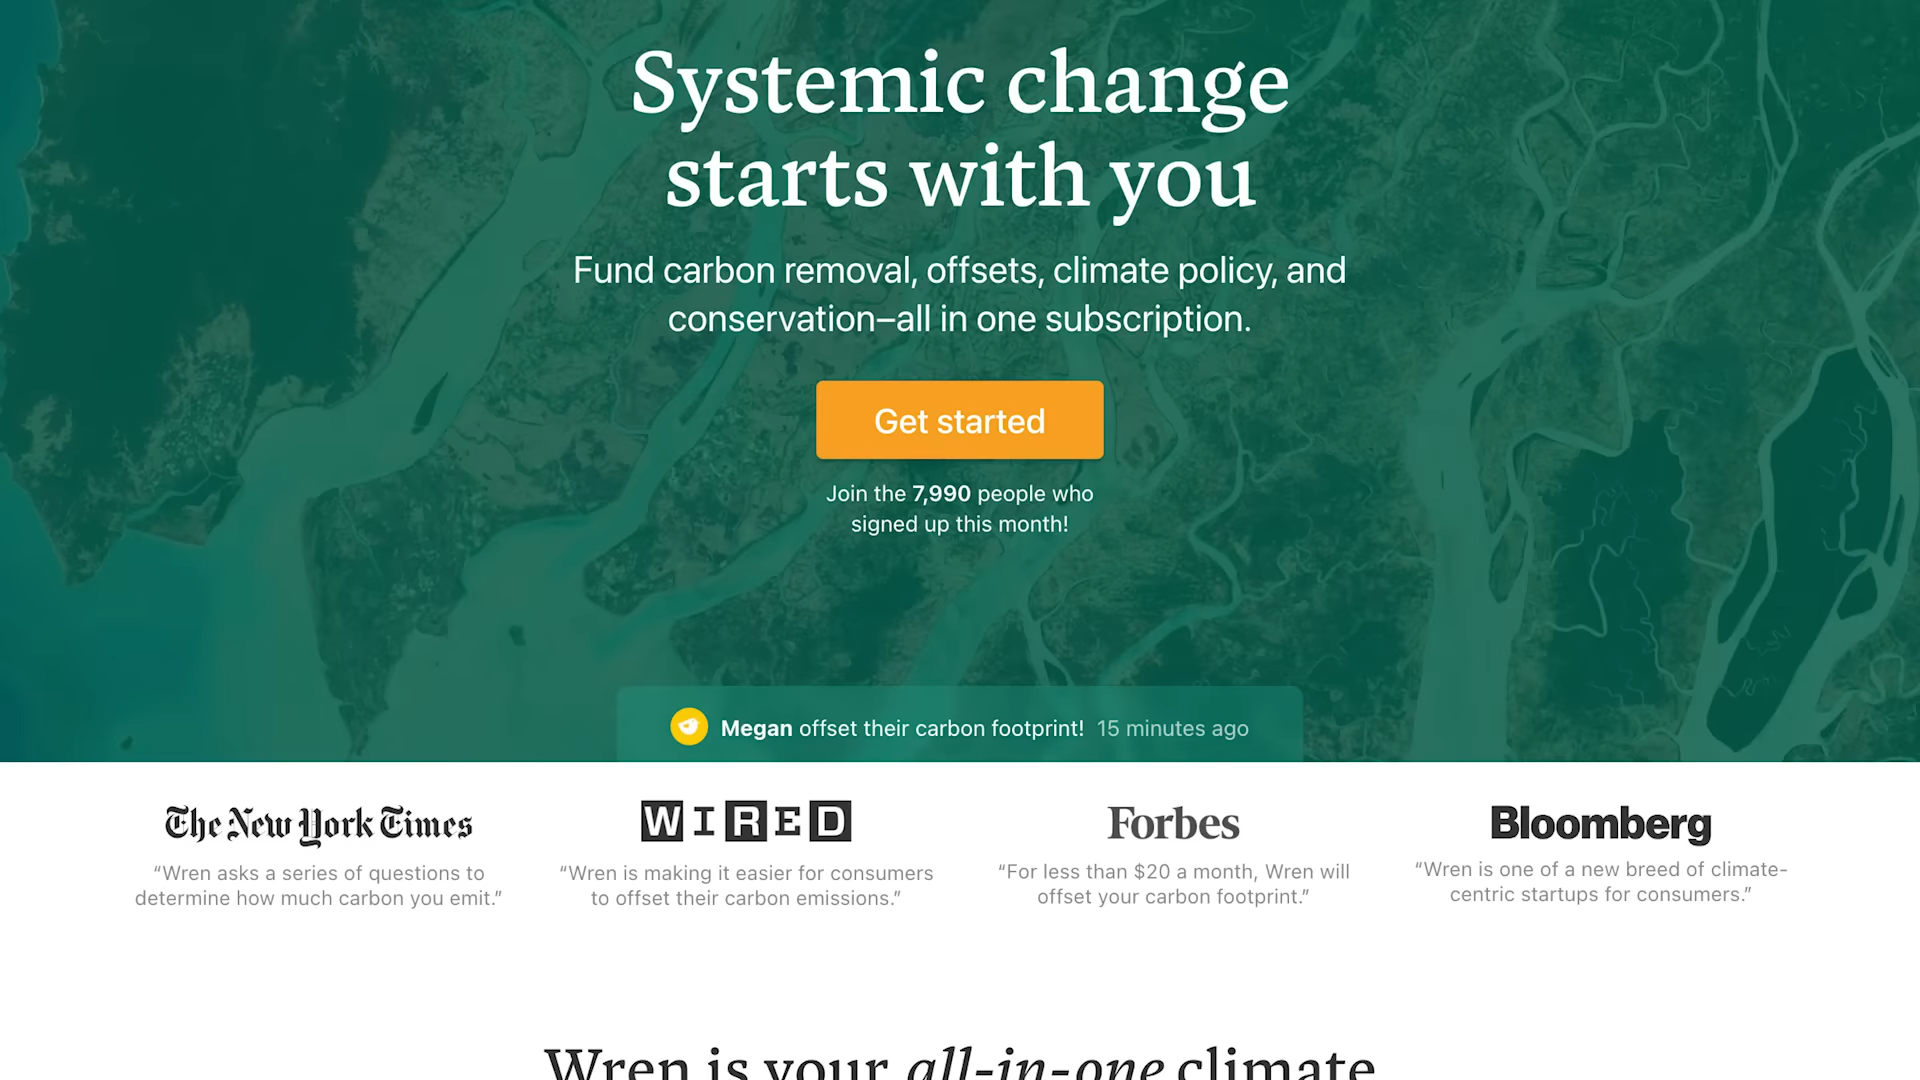 Systemic change
starts with you
Fund carbon removal, offsets, climate policy, and
conservation–all in one subscription.
Get started
Join the 7,990 people who
signed up this month!
Megan offset their carbon footprint! 15 minutes ago
The New York Times
“Wren asks a series of questions to
determine how much carbon you emit.”
WIRED
“Wren is making it easier for consumers
to offset their carbon emissions.”
Forbes
“For less than $20 a month, Wren will
offset your carbon footprint.”
Bloomberg
“Wren is one of a new breed of climate-
centric startups for consumers.”
Wren is your all-in-one climate